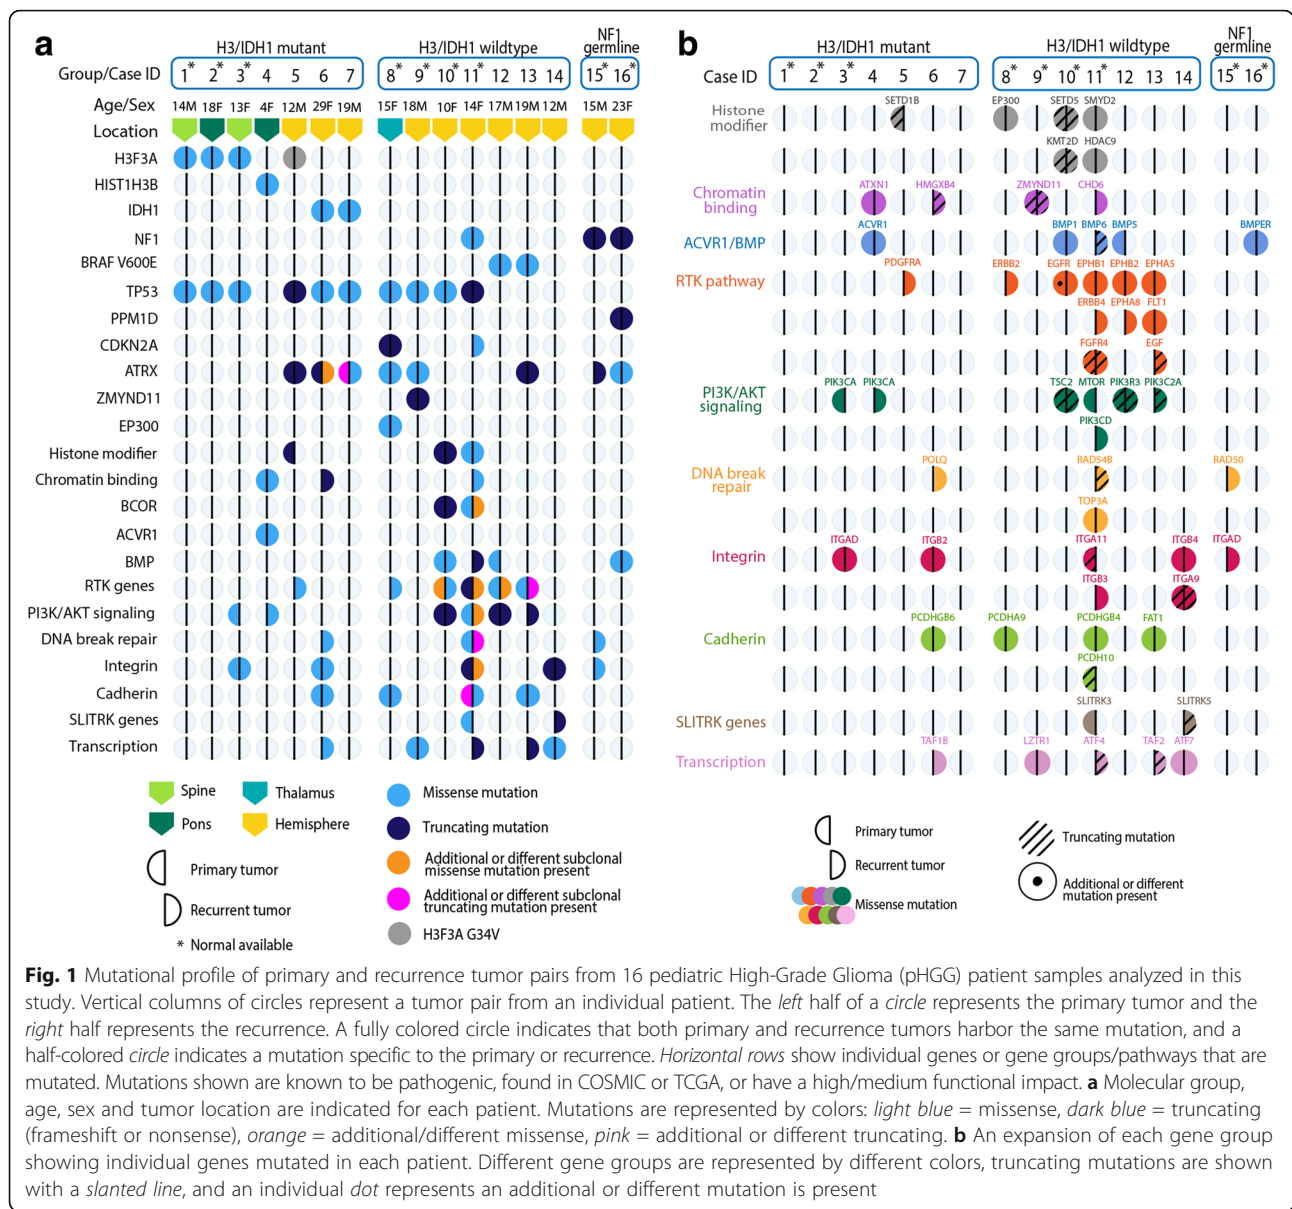 a
H3/IDH1 mutant
H3/IDH1 wildtype
NF1 germline
Group/Case ID
1* 2* 3* 4 5 6 7 8* 9* 10* 11* 12 13 14 15* 16*
Age/Sex
14M 18F 13F 4F 12M 29F 19M 15F 18M 10F 14F 17M 19M 12M 15M 23F
Location
H3F3A
HIST1H3B
IDH1
NF1
BRAF V600E
TP53
PPM1D
CDKN2A
ATRX
ZMYND11
EP300
Histone modifier
Chromatin binding
BCOR
ACVR1
BMP
RTK genes
PI3K/AKT signaling
DNA break repair
Integrin
Cadherin
SLITRK genes
Transcription
Spine
Pons
Thalamus
Hemisphere
Primary tumor
Recurrent tumor
* Normal available
Missense mutation
Truncating mutation
Additional or different subclonal
missense mutation present
Additional or different subclonal
truncating mutation present
H3F3A G34V
b
H3/IDH1 mutant
H3/IDH1 wildtype
NF1 germline
Case ID
1* 2* 3* 4 5 6 7 8* 9* 10* 11* 12 13 14 15* 16*
Histone
modifier
SETD1B EP300 SETD5 SMYD2
KMT2D HDAC9
Chromatin
binding
ATXN1 HMGXB4 ZMYND11 CHD6
ACVR1/BMP
ACVR1 BMP1 BMP6 BMP5 BMPER
RTK pathway
PDGFRA ERBB2 EGFR EPHB1 EPHB2 EPHA5
ERBB4 EPHA8 FLT1
FGFR4 EGF
PI3K/AKT
signaling
PIK3CA PIK3CA TSC2 MTOR PIK3R3 PIK3C2A
PIK3CD
DNA break
repair
POLQ RAD54B RAD50
TOP3A
Integrin
ITGAD ITGB2 ITGA11 ITGB4 ITGAD
ITGB3 ITGA9
Cadherin
PCDHGB6 PCDHA9 PCDHGB4 FAT1
PCDH10
SLITRK genes
SLITRK3 SLITRK5
Transcription
TAF1B LZTR1 ATF4 TAF2 ATF7
Primary tumor
Recurrent tumor
Missense mutation
Truncating mutation
Additional or different
mutation present
Fig. 1 Mutational profile of primary and recurrence tumor pairs from 16 pediatric High-Grade Glioma (pHGG) patient samples analyzed in this
study. Vertical columns of circles represent a tumor pair from an individual patient. The left half of a circle represents the primary tumor and the
right half represents the recurrence. A fully colored circle indicates that both primary and recurrence tumors harbor the same mutation, and a
half-colored circle indicates a mutation specific to the primary or recurrence. Horizontal rows show individual genes or gene groups/pathways that are
mutated. Mutations shown are known to be pathogenic, found in COSMIC or TCGA, or have a high/medium functional impact. a Molecular group,
age, sex and tumor location are indicated for each patient. Mutations are represented by colors: light blue = missense, dark blue = truncating
(frameshift or nonsense), orange = additional/different missense, pink = additional or different truncating. b An expansion of each gene group
showing individual genes mutated in each patient. Different gene groups are represented by different colors, truncating mutations are shown
with a slanted line, and an individual dot represents an additional or different mutation is present